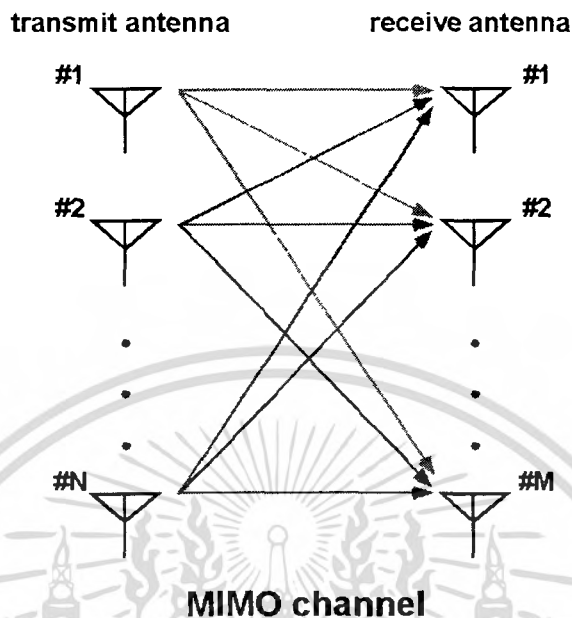 transmit antenna receive antenna
#1 #1
#2 #2
#N #M
MIMO channel